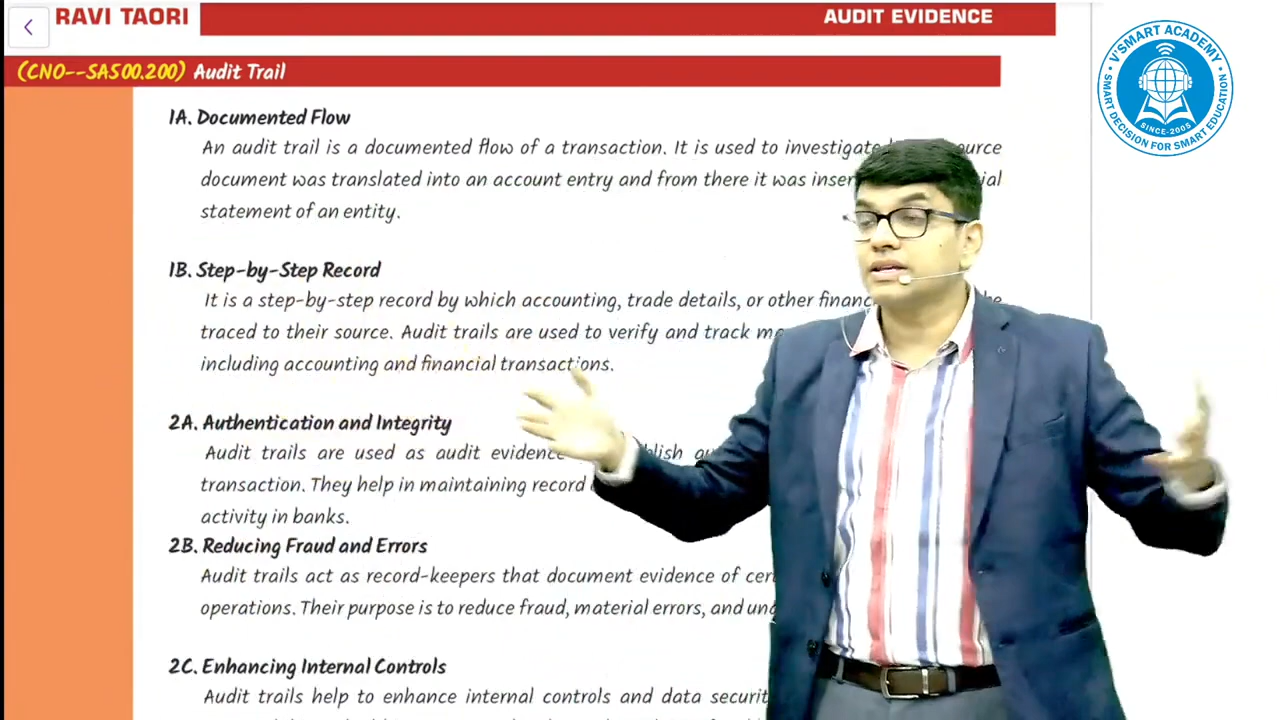 RAVI TAORI
AUDIT EVIDENCE
(CNO--SA500.200) Audit Trail
1A. Documented Flow
An audit trail is a documented flow of a transaction. It is used to investigate
document was translated into an account entry and from there it was
statement of an entity.
1B. Step-by-Step Record
It is a step-by-step record by which accounting, trade details, or other
traced to their source. Audit trails are used to verify and track
including accounting and financial transactions.
2A. Authentication and Integrity
Audit trails are used as audit evidence
transaction. They help in maintaining record
activity in banks.
2B. Reducing Fraud and Errors
Audit trails act as record-keepers that document evidence of
operations. Their purpose is to reduce fraud, material errors, and
2C. Enhancing Internal Controls
Audit trails help to enhance internal controls and data
V'SMART ACADEMY
SINCE-2005
SMART DECISION FOR SMART EDUCATION